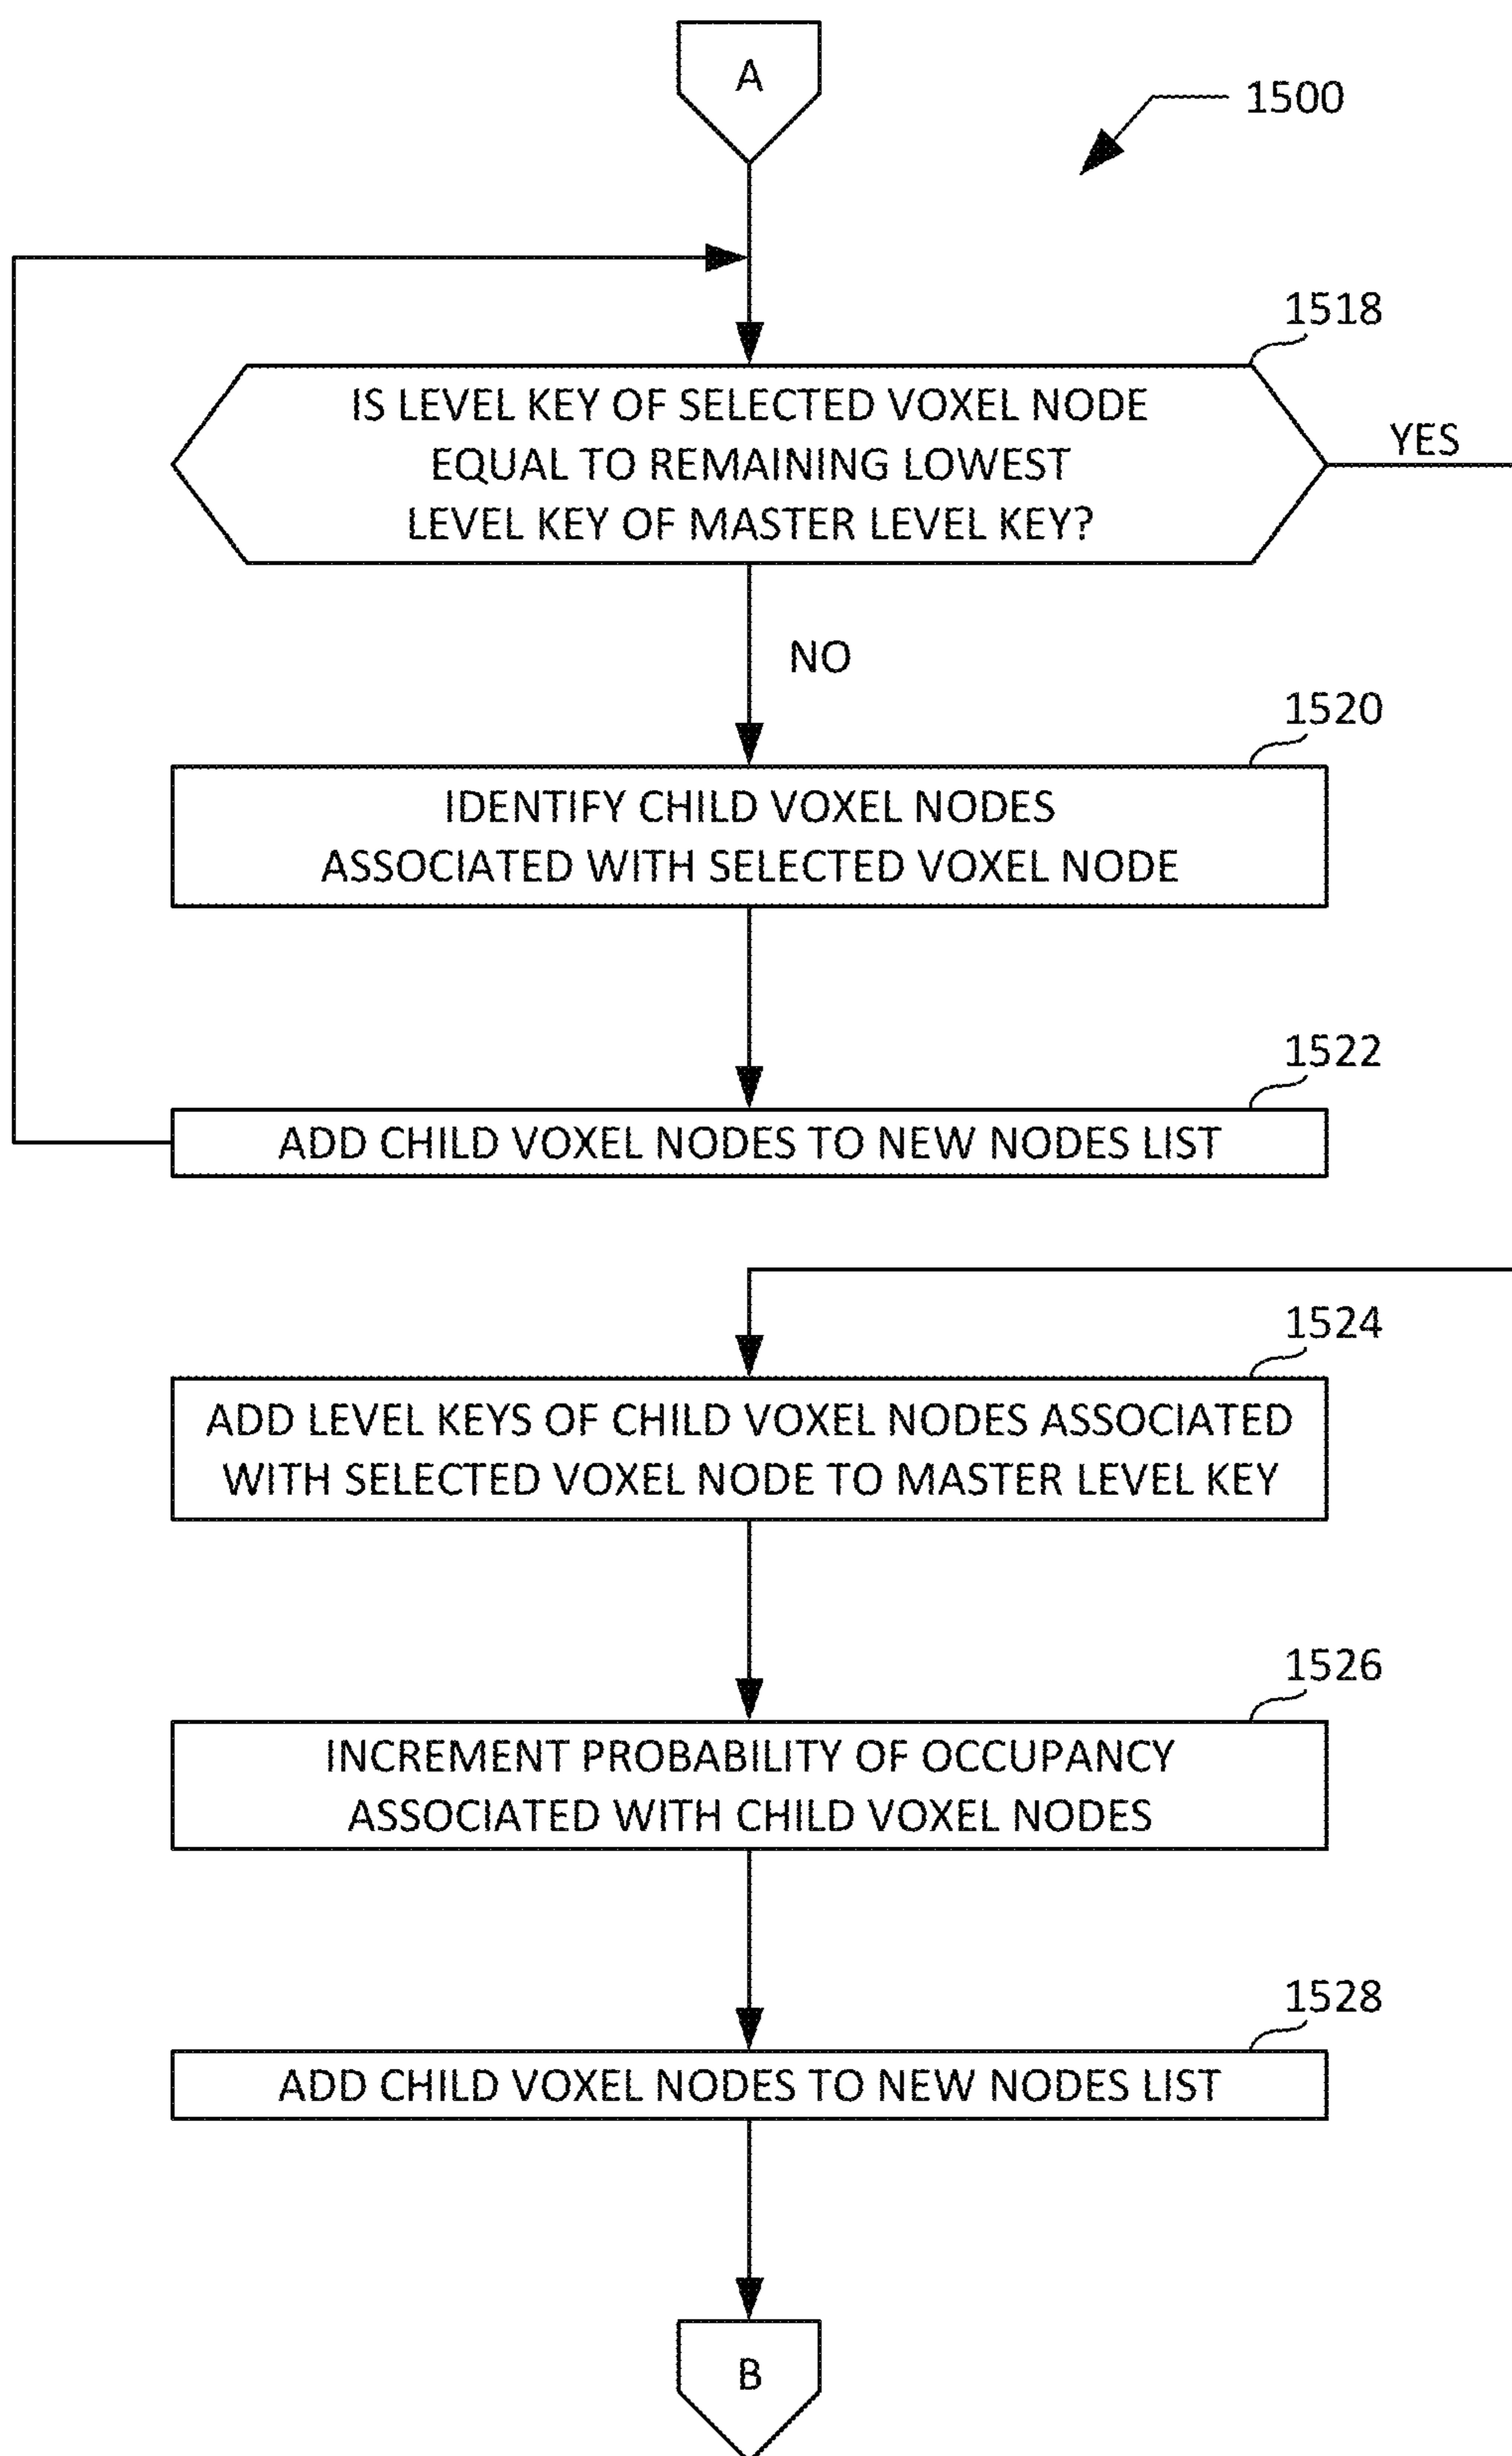 A
1500
1518
IS LEVEL KEY OF SELECTED VOXEL NODE
EQUAL TO REMAINING LOWEST
LEVEL KEY OF MASTER LEVEL KEY?
YES
NO
1520
IDENTIFY CHILD VOXEL NODES
ASSOCIATED WITH SELECTED VOXEL NODE
1522
ADD CHILD VOXEL NODES TO NEW NODES LIST
1524
ADD LEVEL KEYS OF CHILD VOXEL NODES ASSOCIATED
WITH SELECTED VOXEL NODE TO MASTER LEVEL KEY
1526
INCREMENT PROBABILITY OF OCCUPANCY
ASSOCIATED WITH CHILD VOXEL NODES
1528
ADD CHILD VOXEL NODES TO NEW NODES LIST
B